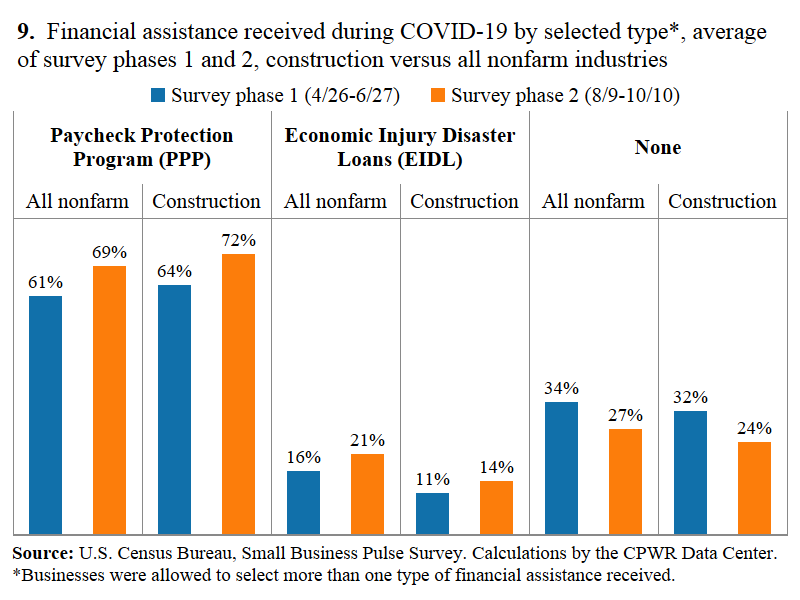 9. Financial assistance received during COVID-19 by selected type*, average
of survey phases 1 and 2, construction versus all nonfarm industries
Survey phase 1 (4/26-6/27) Survey phase 2 (8/9-10/10)
Paycheck Protection
Program (PPP)
Economic Injury Disaster
Loans (EIDL)
None
All nonfarm Construction All nonfarm Construction All nonfarm Construction
61% 69% 64% 72% 16% 21% 11% 14% 34% 27% 32% 24%
Source: U.S. Census Bureau, Small Business Pulse Survey. Calculations by the CPWR Data Center.
*Businesses were allowed to select more than one type of financial assistance received.